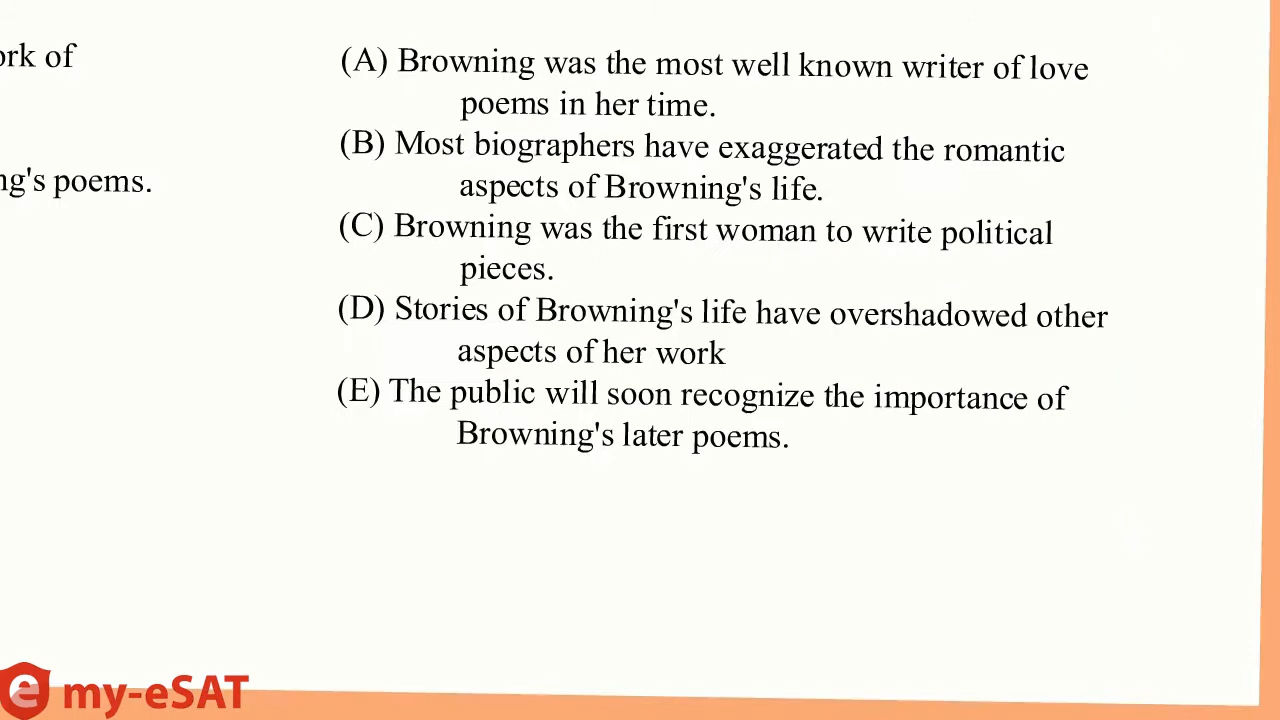 ork of
ng's poems.
(A) Browning was the most well known writer of love
poems in her time.
(B) Most biographers have exaggerated the romantic
aspects of Browning's life.
(C) Browning was the first woman to write political
pieces.
(D) Stories of Browning's life have overshadowed other
aspects of her work
(E) The public will soon recognize the importance of
Browning's later poems.
e my-eSAT